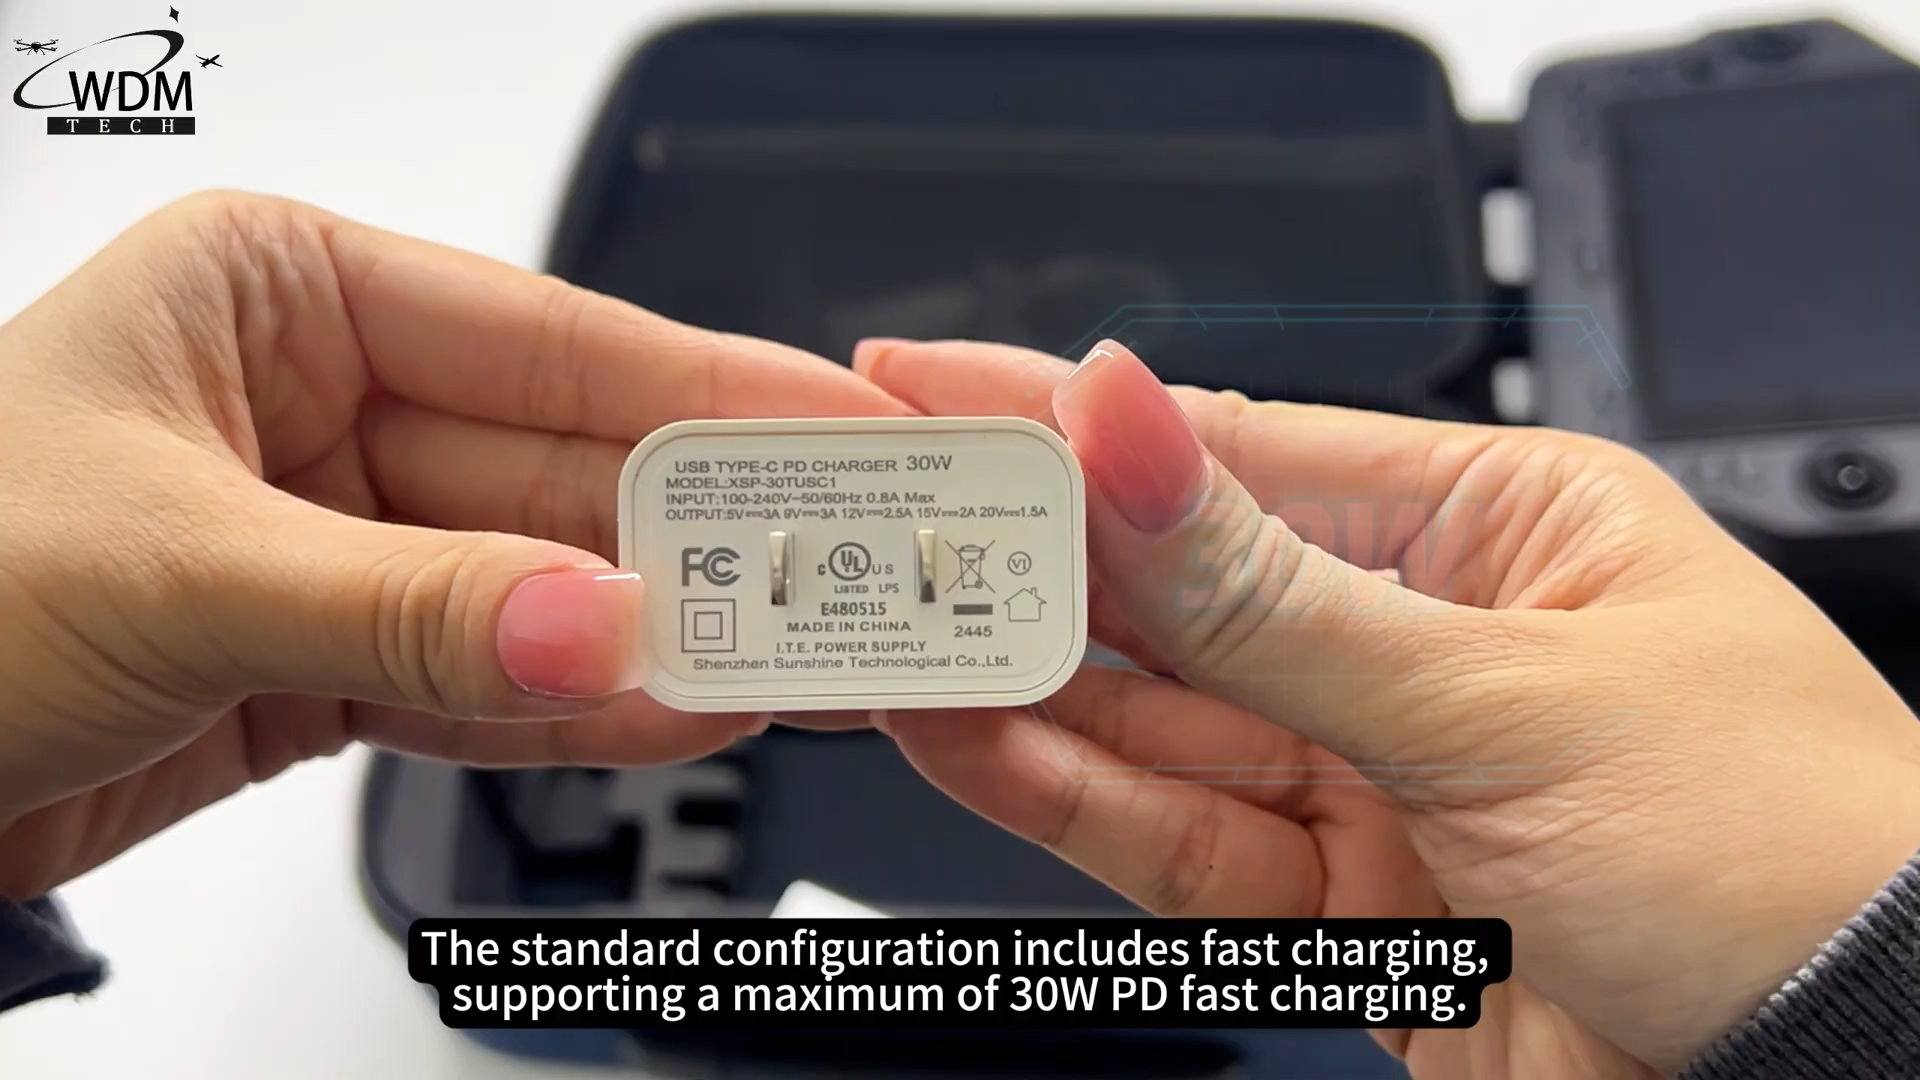 WDM
TECH
USB TYPE-C PD CHARGER 30W
MODEL:XSP-30TUSC1
INPUT:100-240V~50/60Hz 0.8A Max
OUTPUT:5V⎓3A 9V⎓3A 12V⎓2.5A 15V⎓2A 20V⎓1.5A
FC
c UL US
LISTED LPS
VI
E480515
MADE IN CHINA
2445
I.T.E. POWER SUPPLY
Shenzhen Sunshine Technological Co.,Ltd.
30W
The standard configuration includes fast charging,
supporting a maximum of 30W PD fast charging.